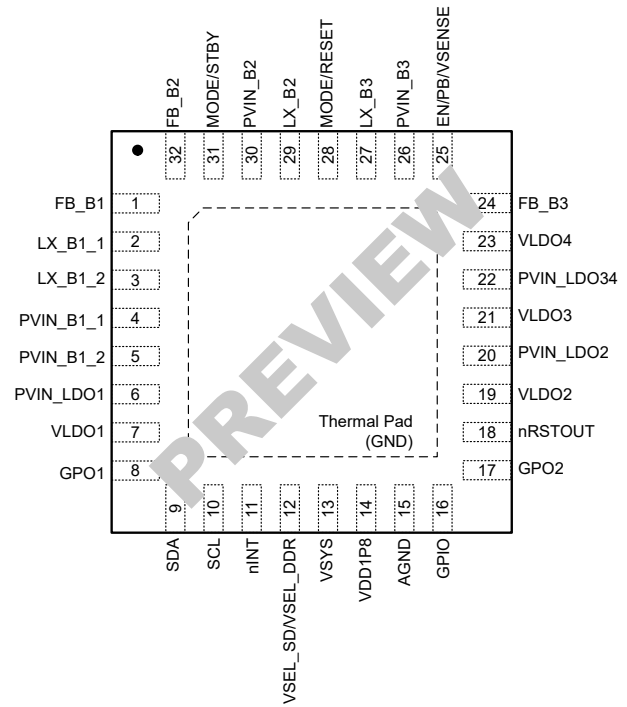 FB_B2
MODE/STBY
PVIN_B2
LX_B2
MODE/RESET
LX_B3
PVIN_B3
EN/PB/VSENSE
32
31
30
29
28
27
26
25
FB_B1 1
LX_B1_1 2
LX_B1_2 3
PVIN_B1_1 4
PVIN_B1_2 5
PVIN_LDO1 6
VLDO1 7
GPO1 8
24 FB_B3
23 VLDO4
22 PVIN_LDO34
21 VLDO3
20 PVIN_LDO2
19 VLDO2
18 nRSTOUT
17 GPO2
PREVIEW
Thermal Pad
(GND)
9
10
11
12
13
14
15
16
SDA
SCL
nINT
VSEL_SD/VSEL_DDR
VSYS
VDD1P8
AGND
GPIO